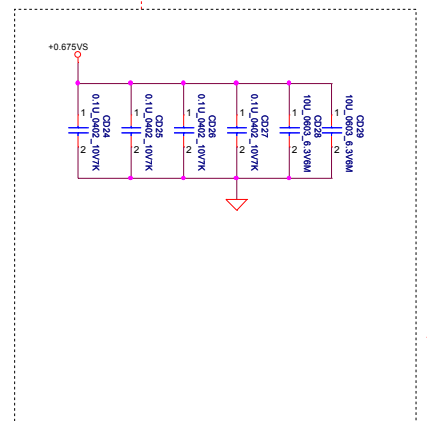 +0.675VS
1
2
CD24
0.1U_0402_10V7K
1
2
CD25
0.1U_0402_10V7K
1
2
CD26
0.1U_0402_10V7K
1
2
CD27
0.1U_0402_10V7K
1
2
CD28
10U_0603_6.3V6M
1
2
CD29
10U_0603_6.3V6M